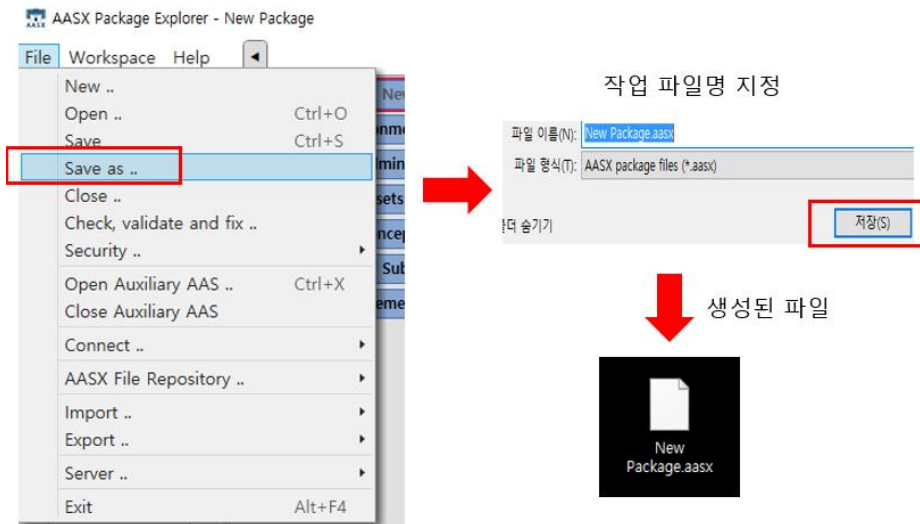 AASX Package Explorer - New Package
File Workspace Help
New ..
Open .. Ctrl+O
Save Ctrl+S
Save as ..
Close ..
Check, validate and fix ..
Security ..
Open Auxiliary AAS .. Ctrl+X
Close Auxiliary AAS
Connect ..
AASX File Repository ..
Import ..
Export ..
Server ..
Exit Alt+F4
작업 파일명 지정
파일 이름(N): New Package.aasx
파일 형식(T): AASX package files (*.aasx)
숨기기
저장(S)
생성된 파일
New
Package.aasx